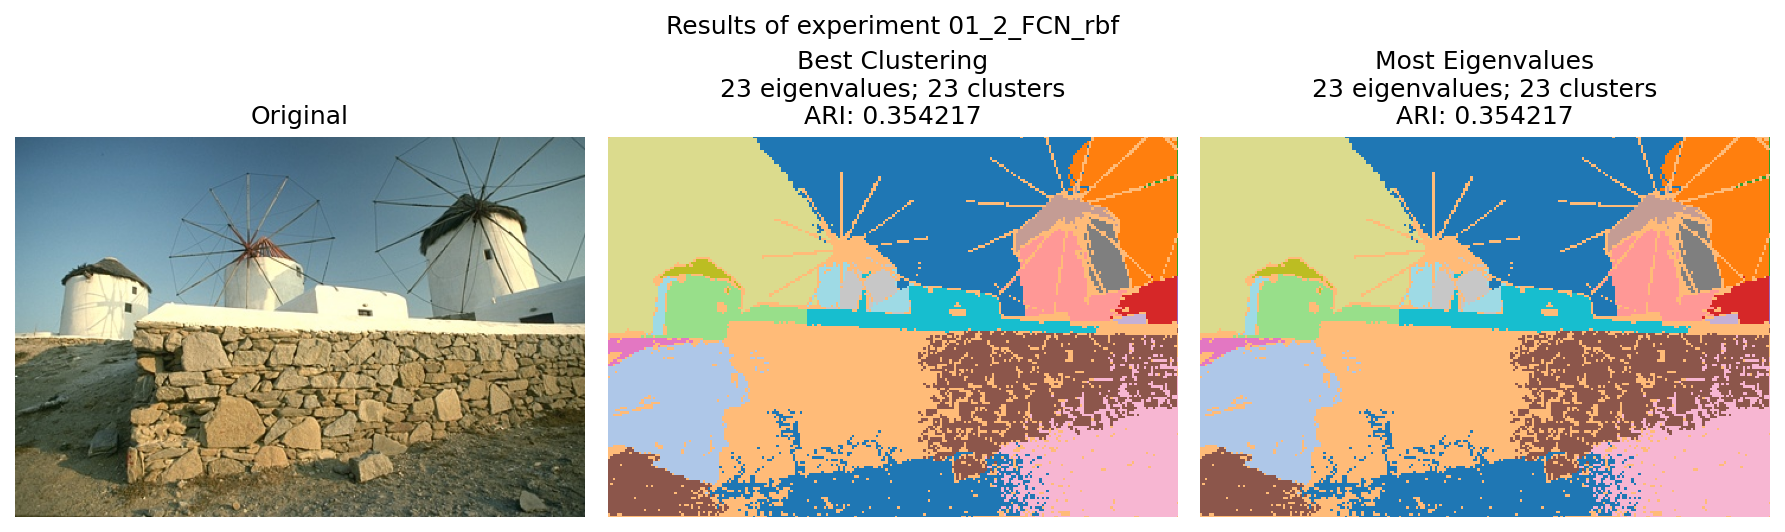 Results of experiment 01_2_FCN_rbf
Original
Best Clustering
23 eigenvalues; 23 clusters
ARI: 0.354217
Most Eigenvalues
23 eigenvalues; 23 clusters
ARI: 0.354217